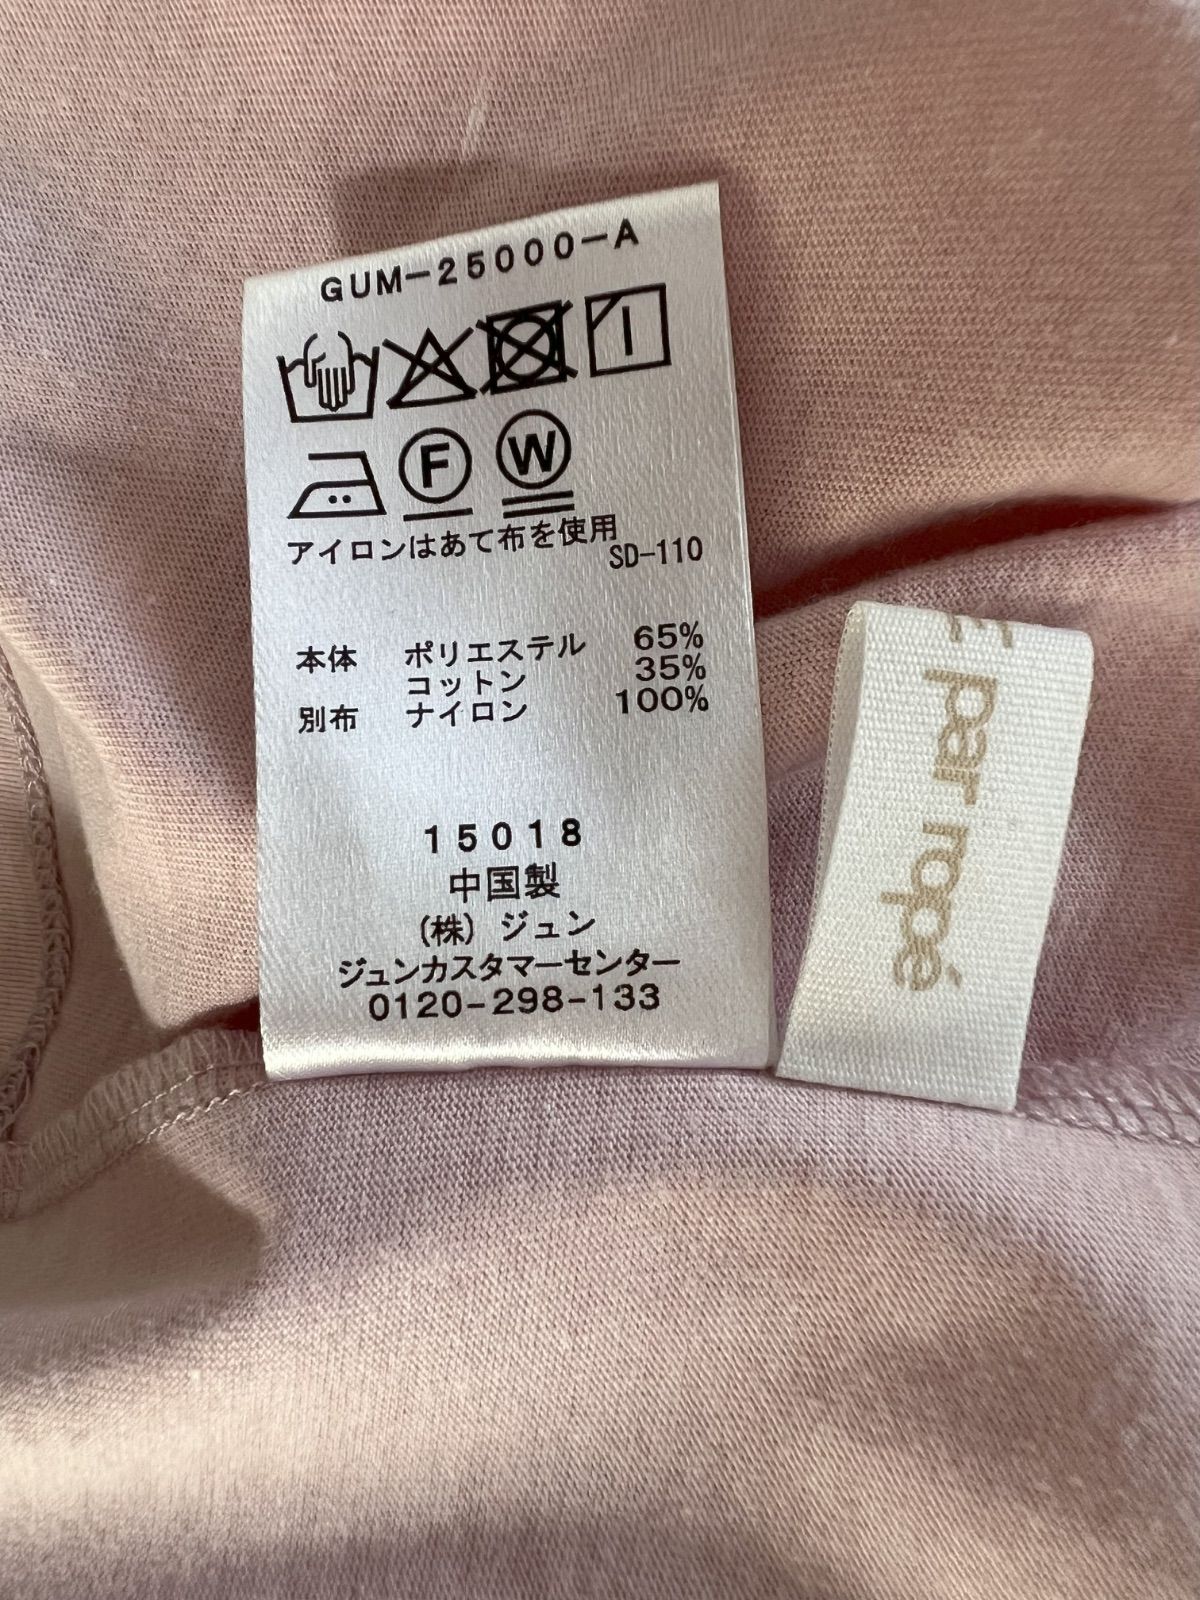 GUM-25000-A
F W
アイロンはあて布を使用
SD-110
本体 ポリエステル 65%
コットン 35%
別布 ナイロン 100%
15018
中国製
(株) ジュン
ジュンカスタマーセンター
0120-298-133
E par ropé